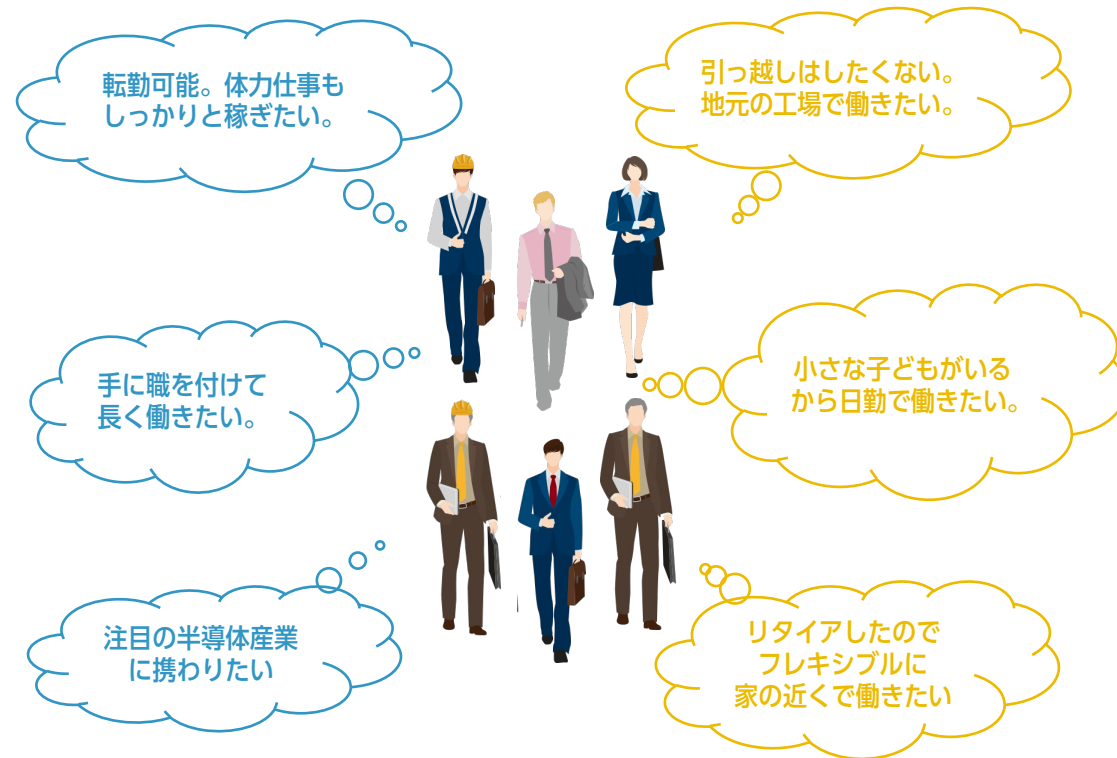 転勤可能。体力仕事も
しっかりと稼ぎたい。
引っ越しはしたくない。
地元の工場で働きたい。
手に職を付けて
長く働きたい。
小さな子どもがいる
から日勤で働きたい。
注目の半導体産業
に携わりたい
リタイアしたので
フレキシブルに
家の近くで働きたい